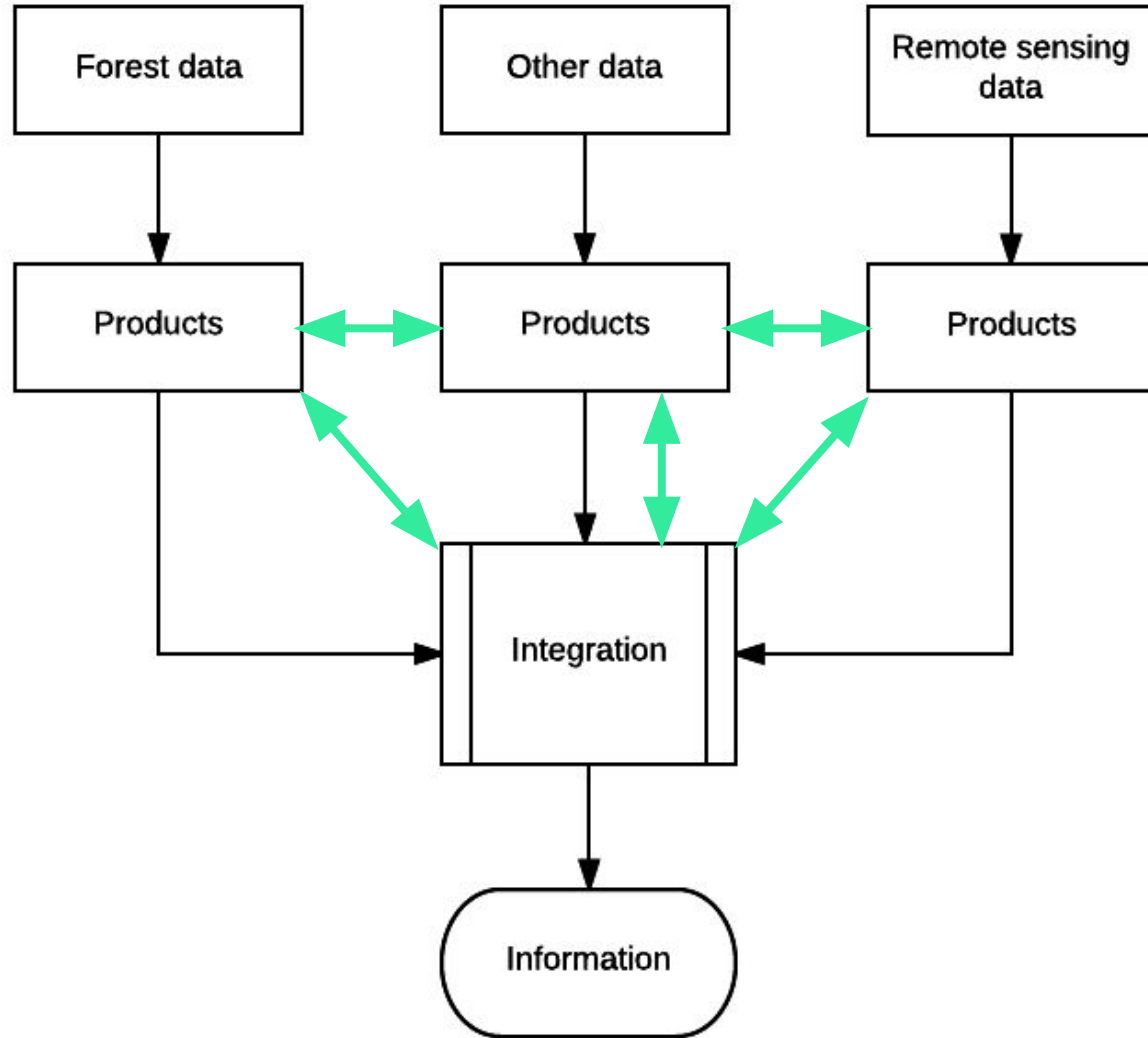 Forest data
Other data
Remote sensing
data
Products
Products
Products
Integration
Information